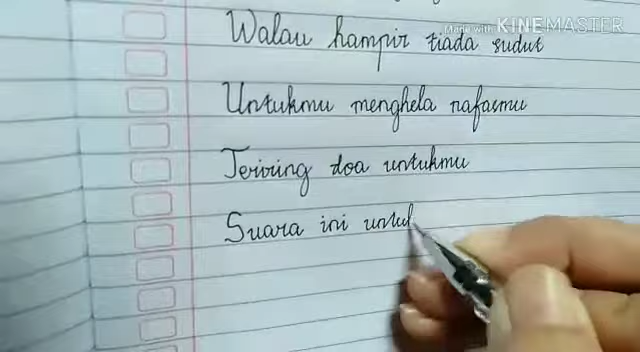 Made with KINEMASTER
Walau hampir tiada sudut
Untukmu menghela nafasmu
Teriring doa untukmu
Suara ini untuk